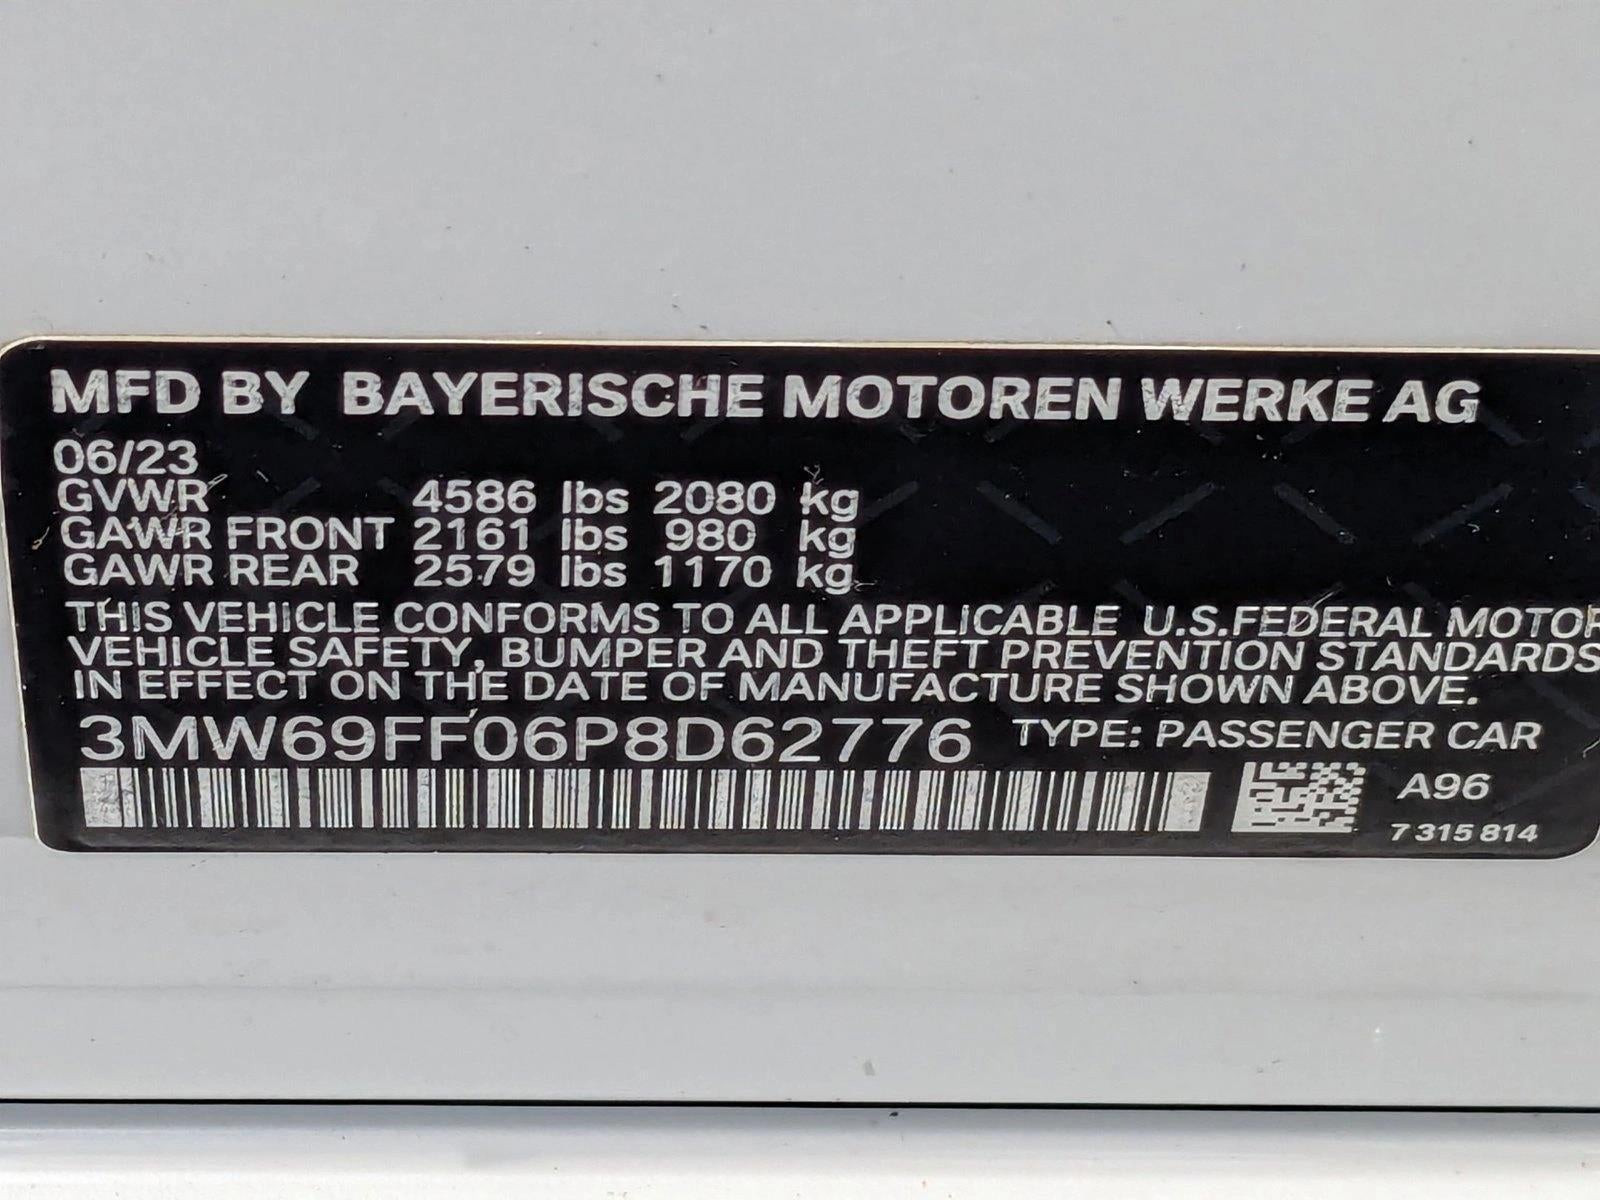 MFD BY BAYERISCHE MOTOREN WERKE AG
06/23
GVWR 4586 lbs 2080 kg
GAWR FRONT 2161 lbs 980 kg
GAWR REAR 2579 lbs 1170 kg
THIS VEHICLE CONFORMS TO ALL APPLICABLE U.S.FEDERAL MOTOR
VEHICLE SAFETY, BUMPER AND THEFT PREVENTION STANDARDS
IN EFFECT ON THE DATE OF MANUFACTURE SHOWN ABOVE.
3MW69FF06P8D62776 TYPE: PASSENGER CAR
A96
7 315 814